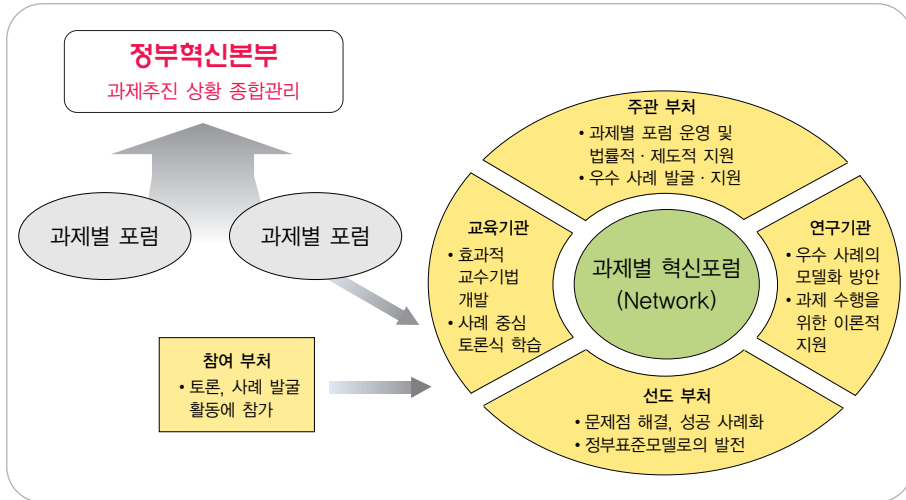 정부혁신본부
과제추진 상황 종합관리
과제별 포럼
과제별 포럼
참여 부처
• 토론, 사례 발굴
활동에 참가
주관 부처
• 과제별 포럼 운영 및
법률적·제도적 지원
• 우수 사례 발굴·지원
교육기관
• 효과적
교수기법
개발
• 사례 중심
토론식 학습
과제별 혁신포럼
(Network)
연구기관
• 우수 사례의
모델화 방안
• 과제 수행을
위한 이론적
지원
선도 부처
• 문제점 해결, 성공 사례화
• 정부표준모델로의 발전